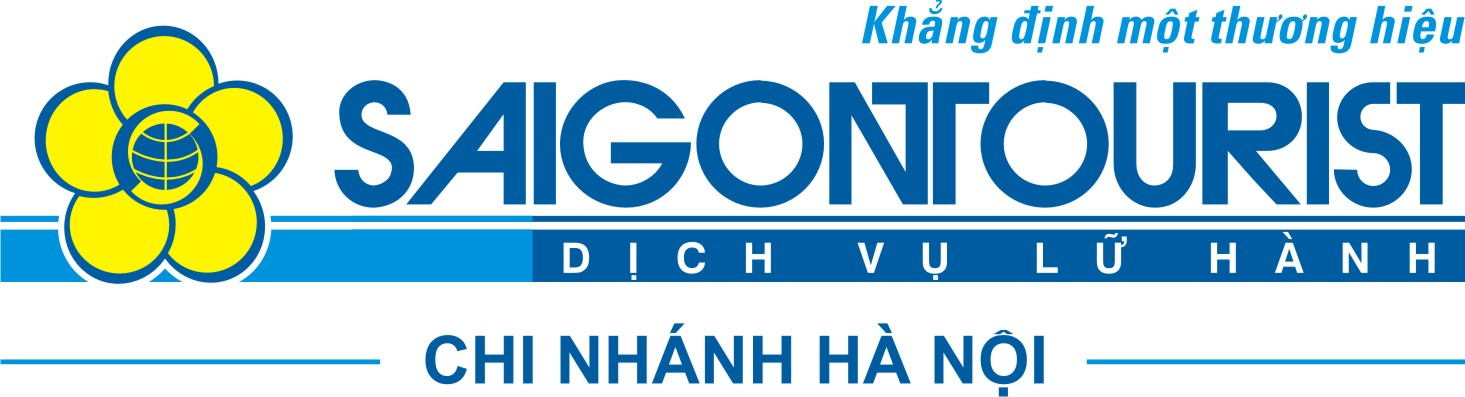 Khẳng định một thương hiệu
SAIGONTOURIST
DỊCH VỤ LỮ HÀNH
CHI NHÁNH HÀ NỘI